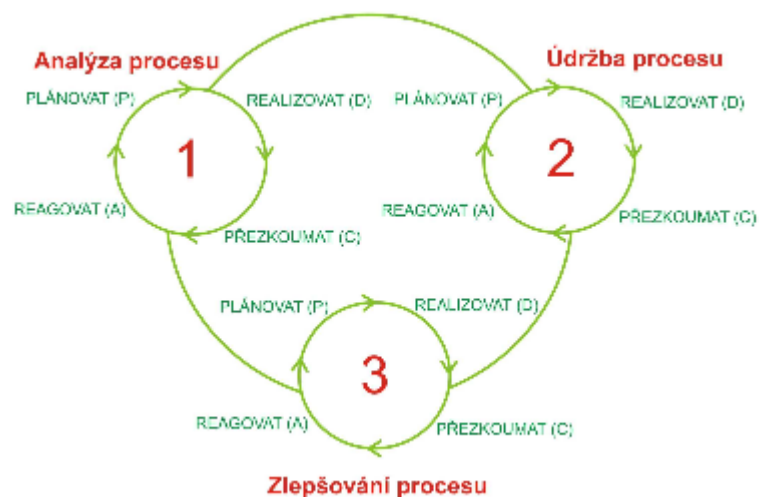 Analýza procesu
PLÁNOVAT (P)
REALIZOVAT (D)
1
REAGOVAT (A)
PŘEZKOUMAT (C)
Údržba procesu
PLÁNOVAT (P)
REALIZOVAT (D)
2
REAGOVAT (A)
PŘEZKOUMAT (C)
PLÁNOVAT (P)
REALIZOVAT (D)
3
REAGOVAT (A)
PŘEZKOUMAT (C)
Zlepšování procesu